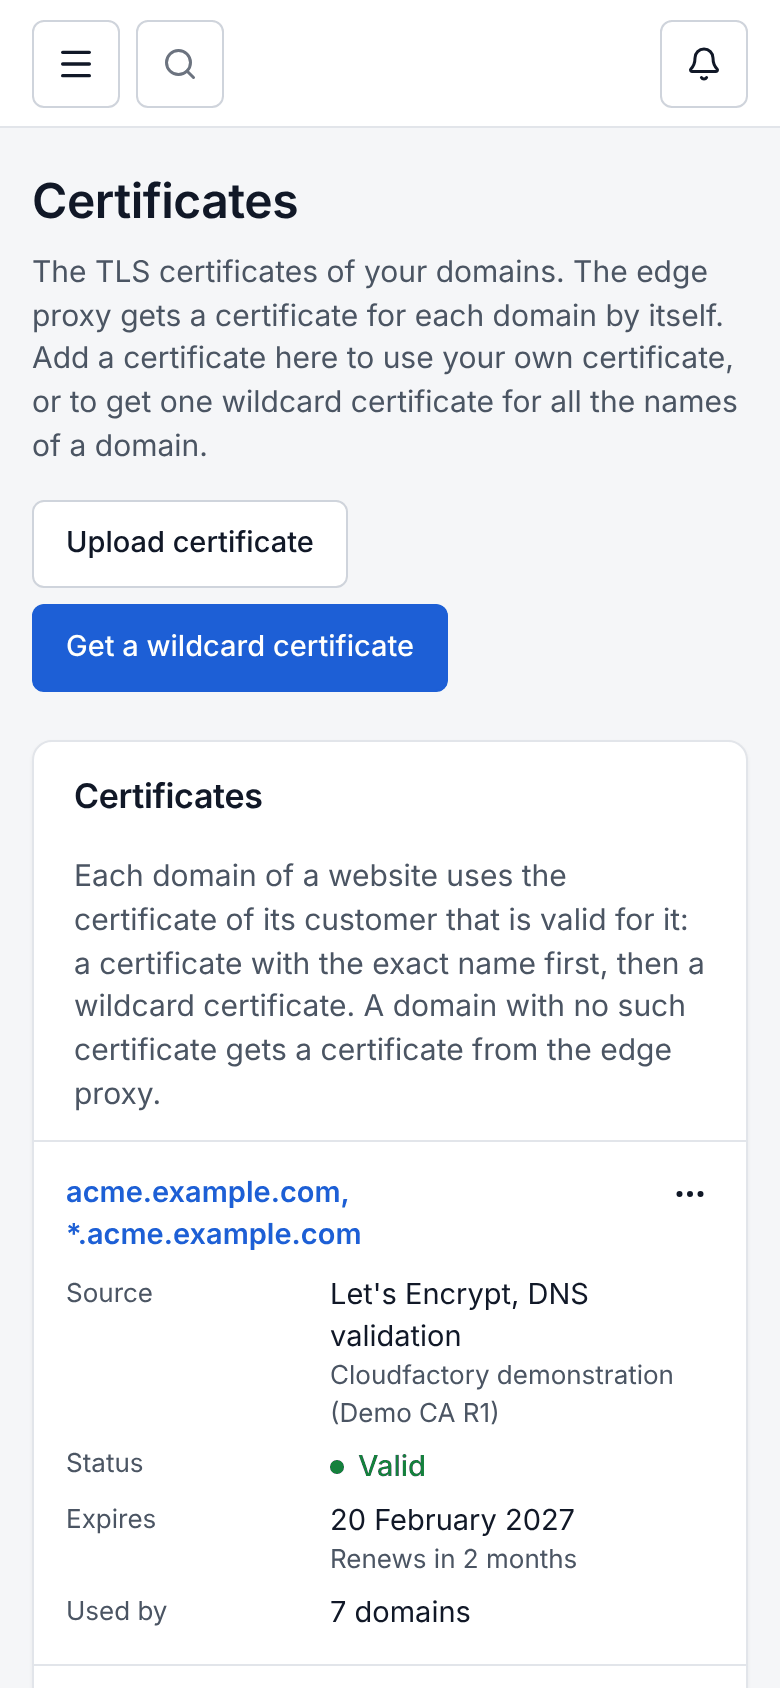 Certificates
The TLS certificates of your domains. The edge
proxy gets a certificate for each domain by itself.
Add a certificate here to use your own certificate,
or to get one wildcard certificate for all the names
of a domain.
Upload certificate
Get a wildcard certificate
Certificates
Each domain of a website uses the
certificate of its customer that is valid for it:
a certificate with the exact name first, then a
wildcard certificate. A domain with no such
certificate gets a certificate from the edge
proxy.
acme.example.com,
*.acme.example.com
Source
Let's Encrypt, DNS
validation
Cloudfactory demonstration
(Demo CA R1)
Status
Valid
Expires
20 February 2027
Renews in 2 months
Used by
7 domains